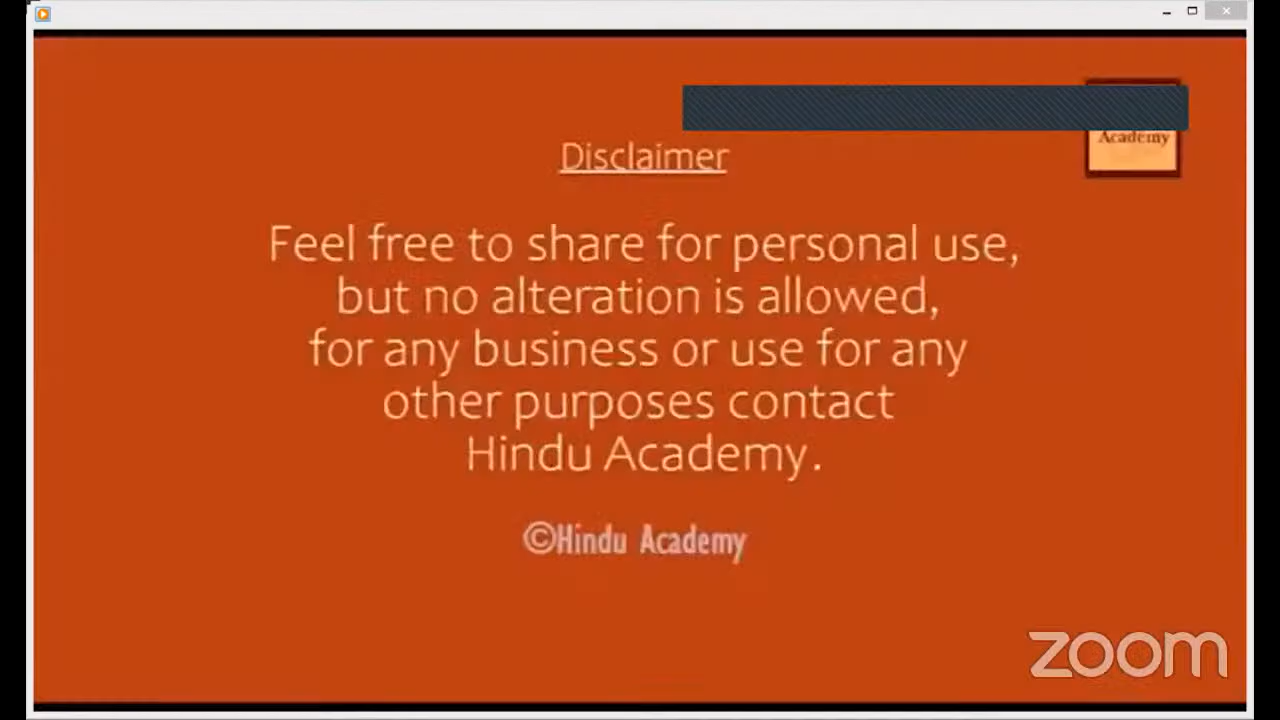 Academy
Disclaimer
Feel free to share for personal use,
but no alteration is allowed,
for any business or use for any
other purposes contact
Hindu Academy.
©Hindu Academy
zoom